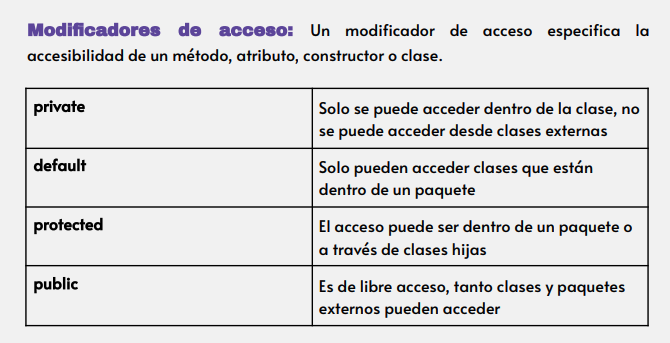 Modificadores de acceso: Un modificador de acceso especifica la
accesibilidad de un método, atributo, constructor o clase.
private
Solo se puede acceder dentro de la clase, no
se puede acceder desde clases externas
default
Solo pueden acceder clases que están
dentro de un paquete
protected
El acceso puede ser dentro de un paquete o
a través de clases hijas
public
Es de libre acceso, tanto clases y paquetes
externos pueden acceder